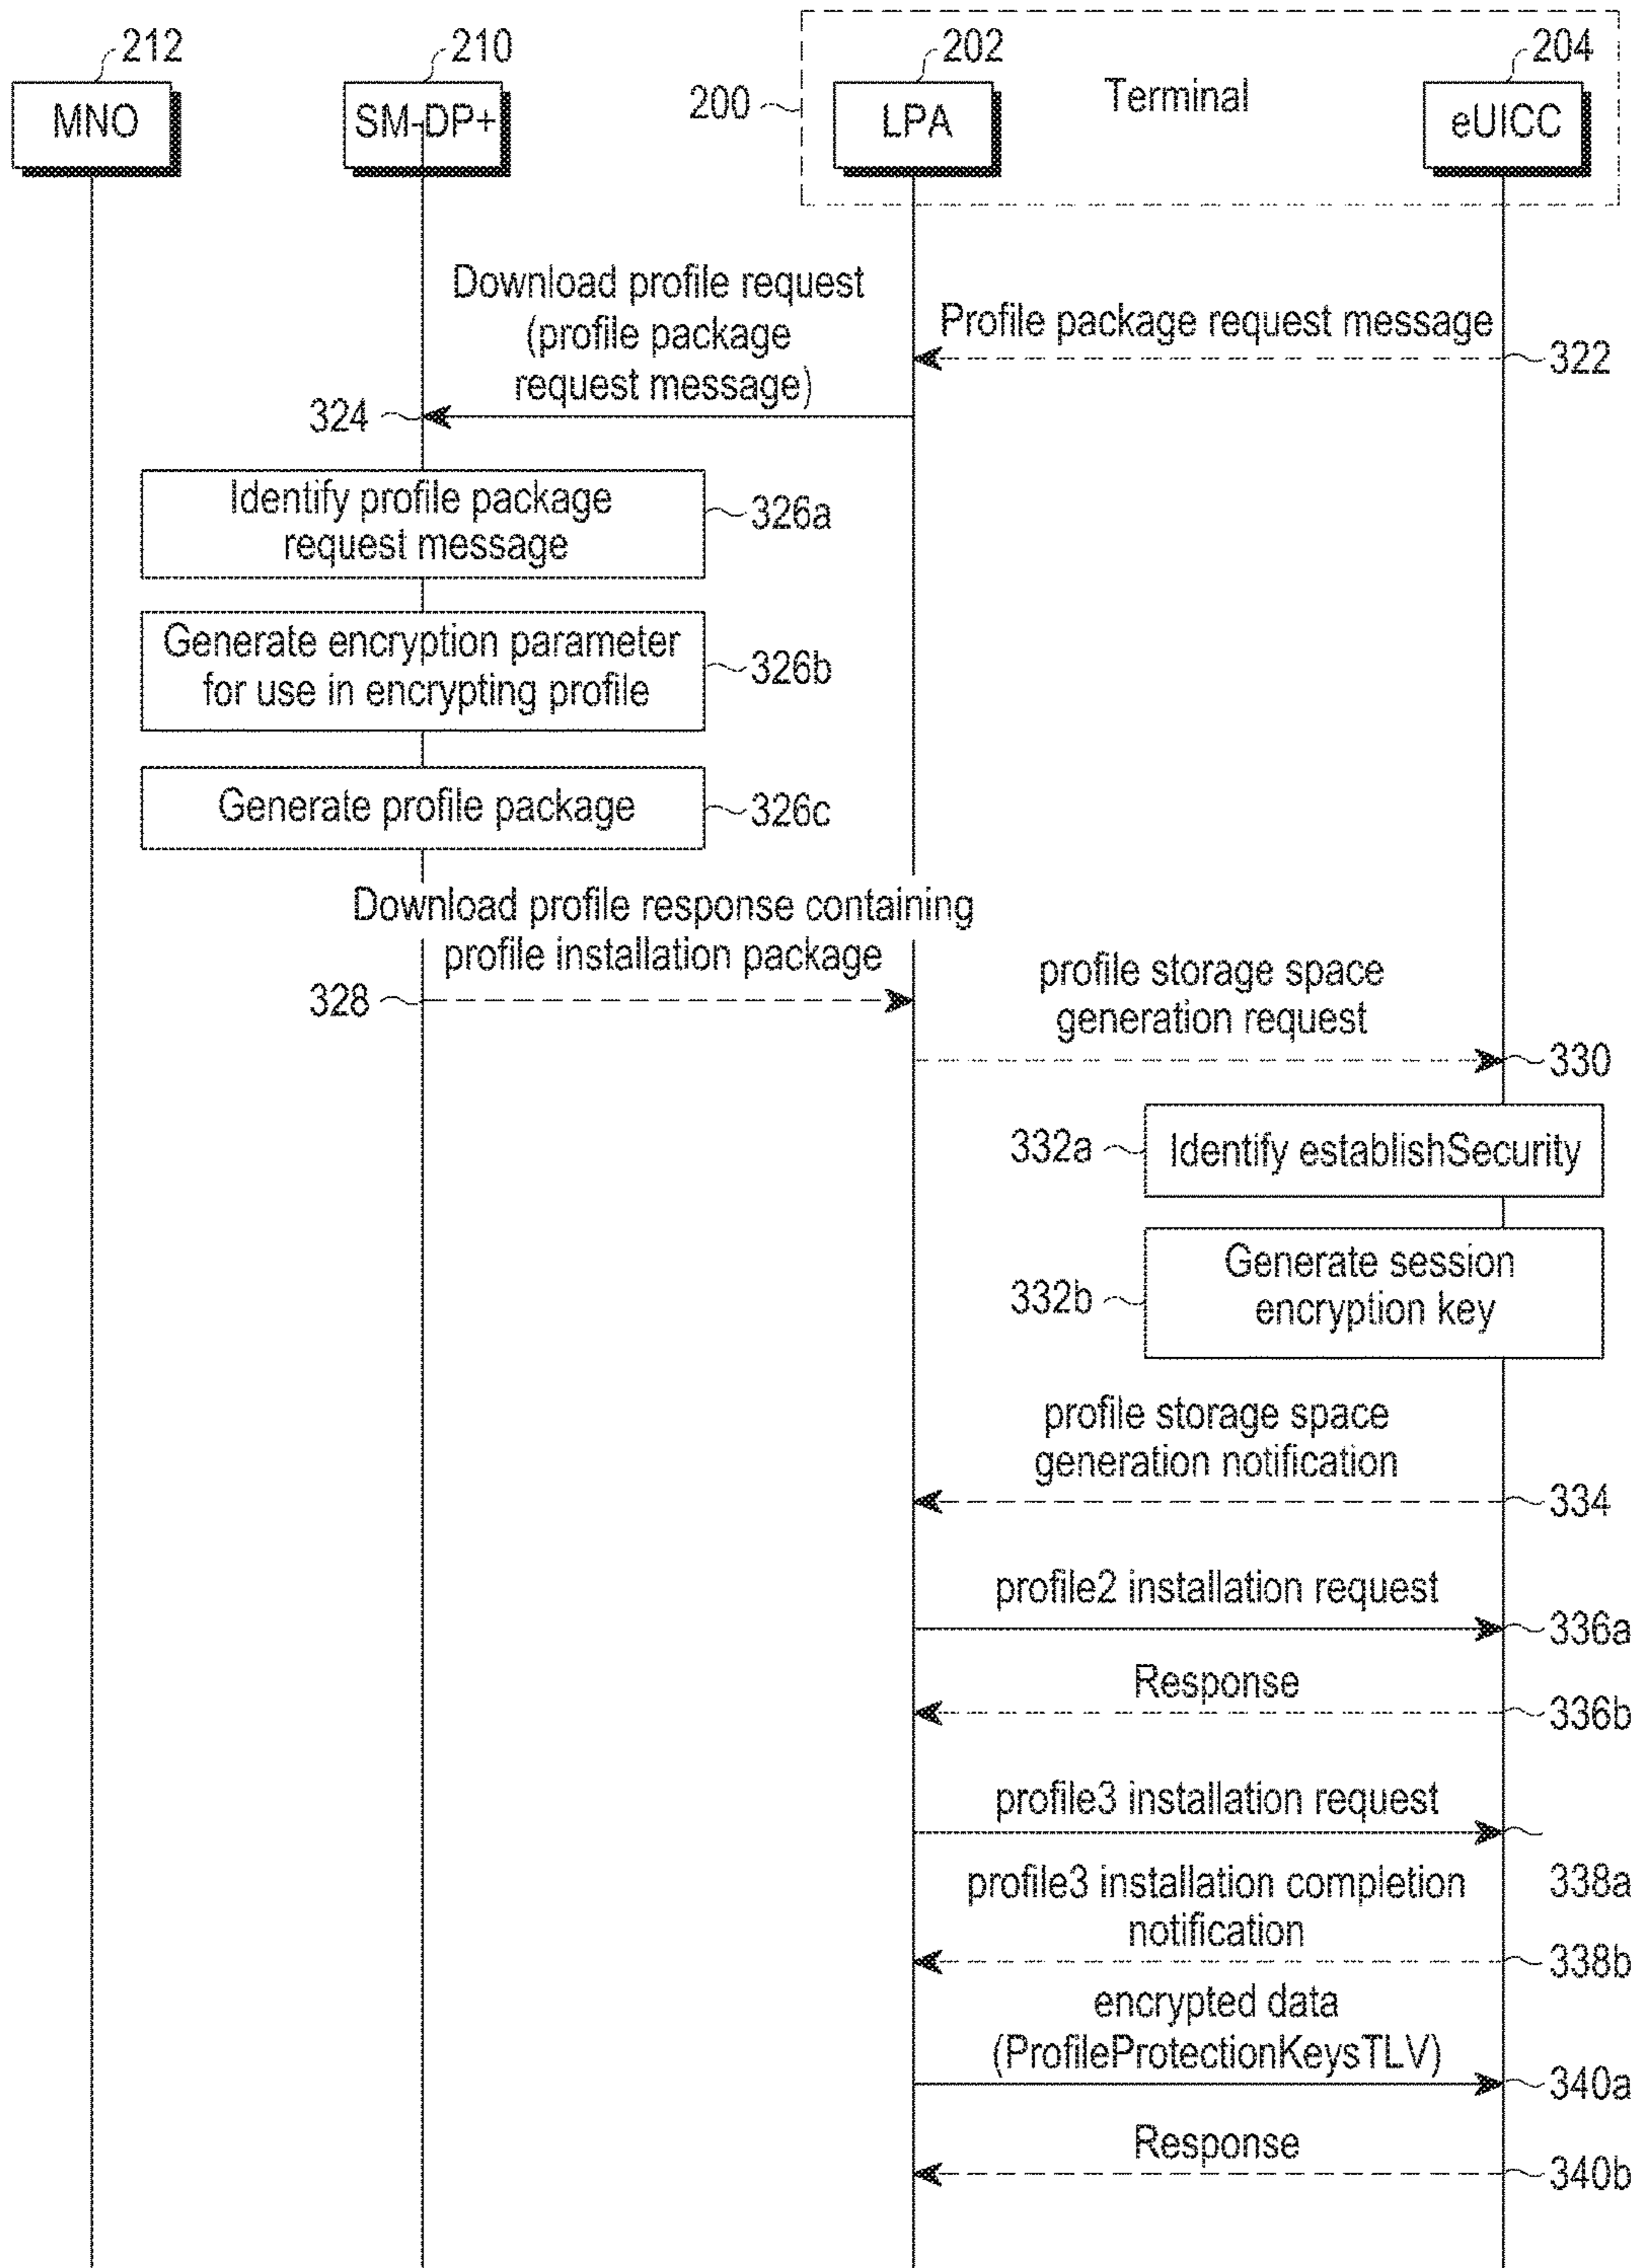 212
210
202
204
MNO
SM-DP+
200
LPA
Terminal
eUICC
Download profile request
(profile package
request message)
Profile package request message
322
324
Identify profile package
request message
326a
Generate encryption parameter
for use in encrypting profile
326b
Generate profile package
326c
Download profile response containing
profile installation package
328
profile storage space
generation request
330
332a
Identify establishSecurity
332b
Generate session
encryption key
profile storage space
generation notification
334
profile2 installation request
336a
Response
336b
profile3 installation request
338a
profile3 installation completion
notification
338b
encrypted data
(ProfileProtectionKeysTLV)
340a
Response
340b